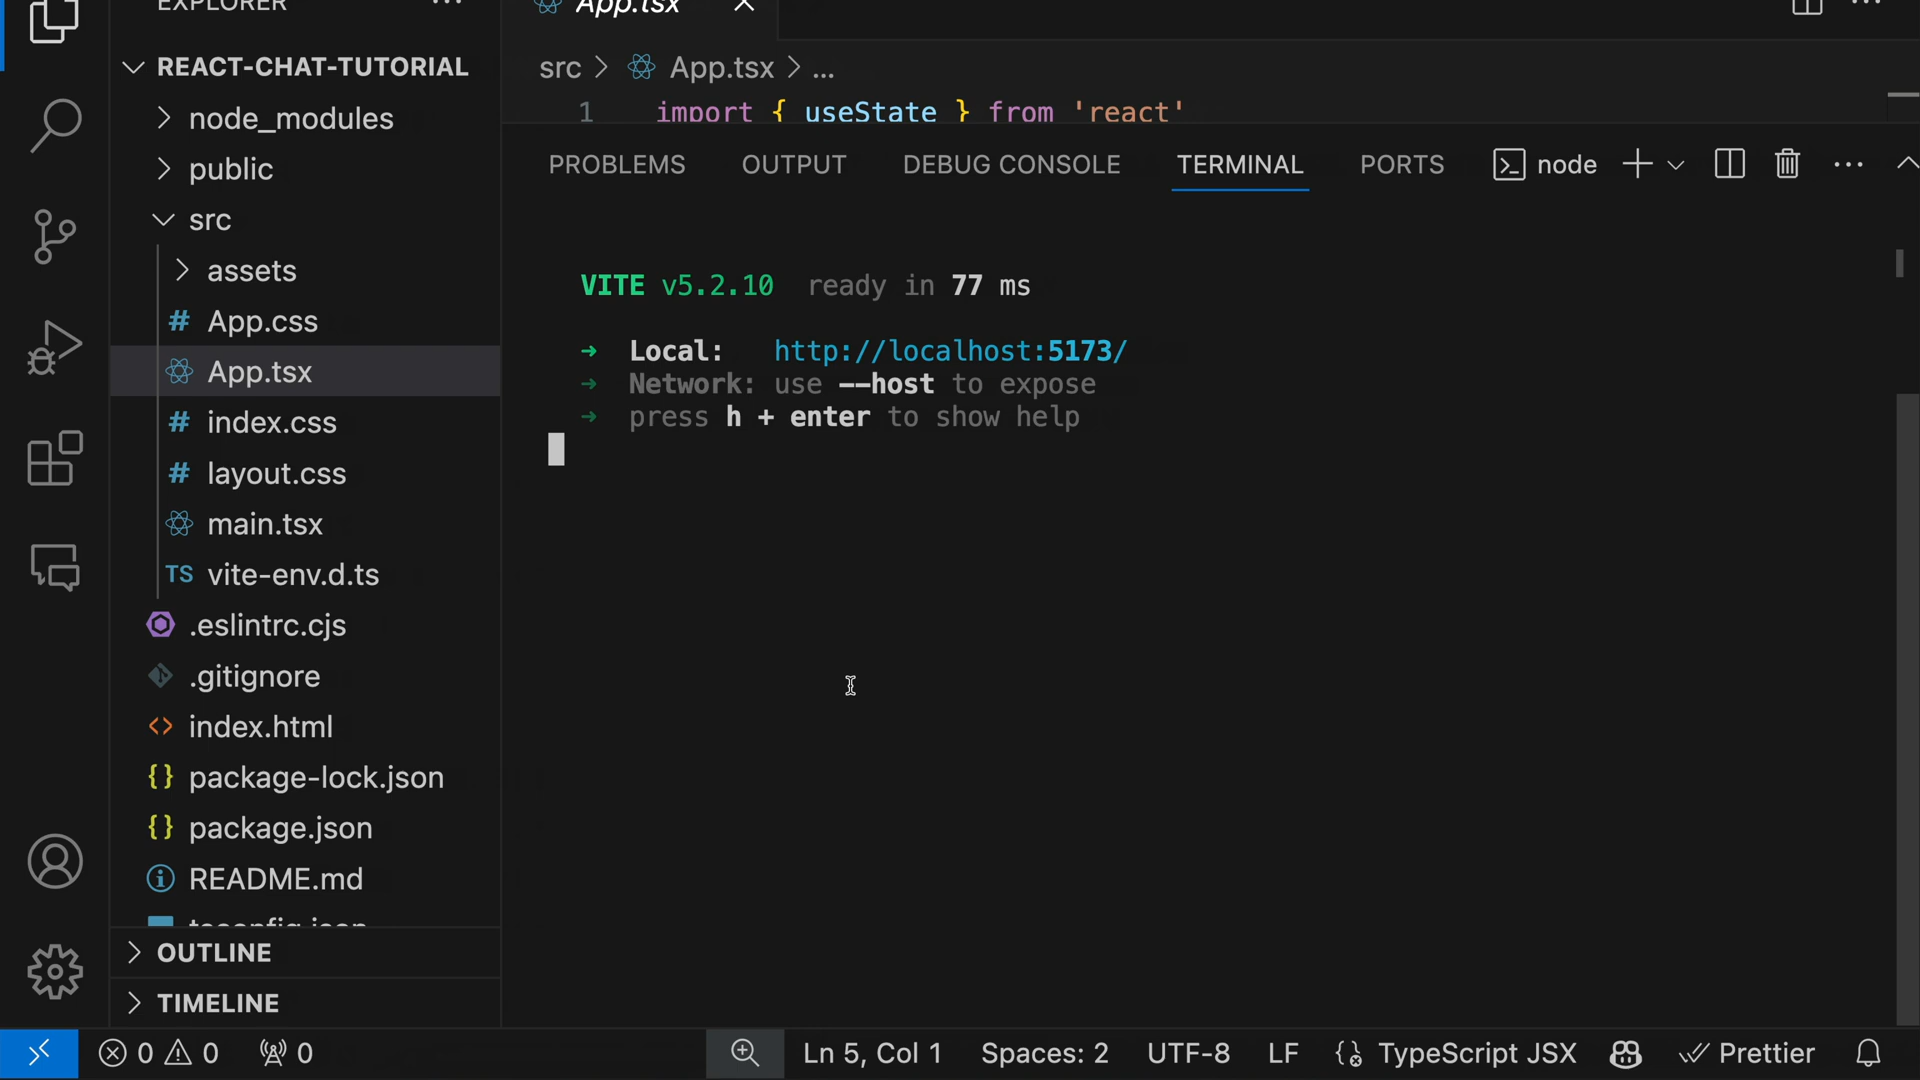 EXPLORER
REACT-CHAT-TUTORIAL
node_modules
public
src
assets
App.css
App.tsx
index.css
layout.css
main.tsx
TS vite-env.d.ts
.eslintrc.cjs
.gitignore
index.html
package-lock.json
package.json
README.md
tsconfig.json
OUTLINE
TIMELINE
App.tsx
src > App.tsx > ...
1 import { useState } from 'react'
PROBLEMS OUTPUT DEBUG CONSOLE TERMINAL PORTS node
VITE v5.2.10 ready in 77 ms
➜ Local: http://localhost:5173/
➜ Network: use --host to expose
➜ press h + enter to show help
0 0 0 Ln 5, Col 1 Spaces: 2 UTF-8 LF TypeScript JSX Prettier